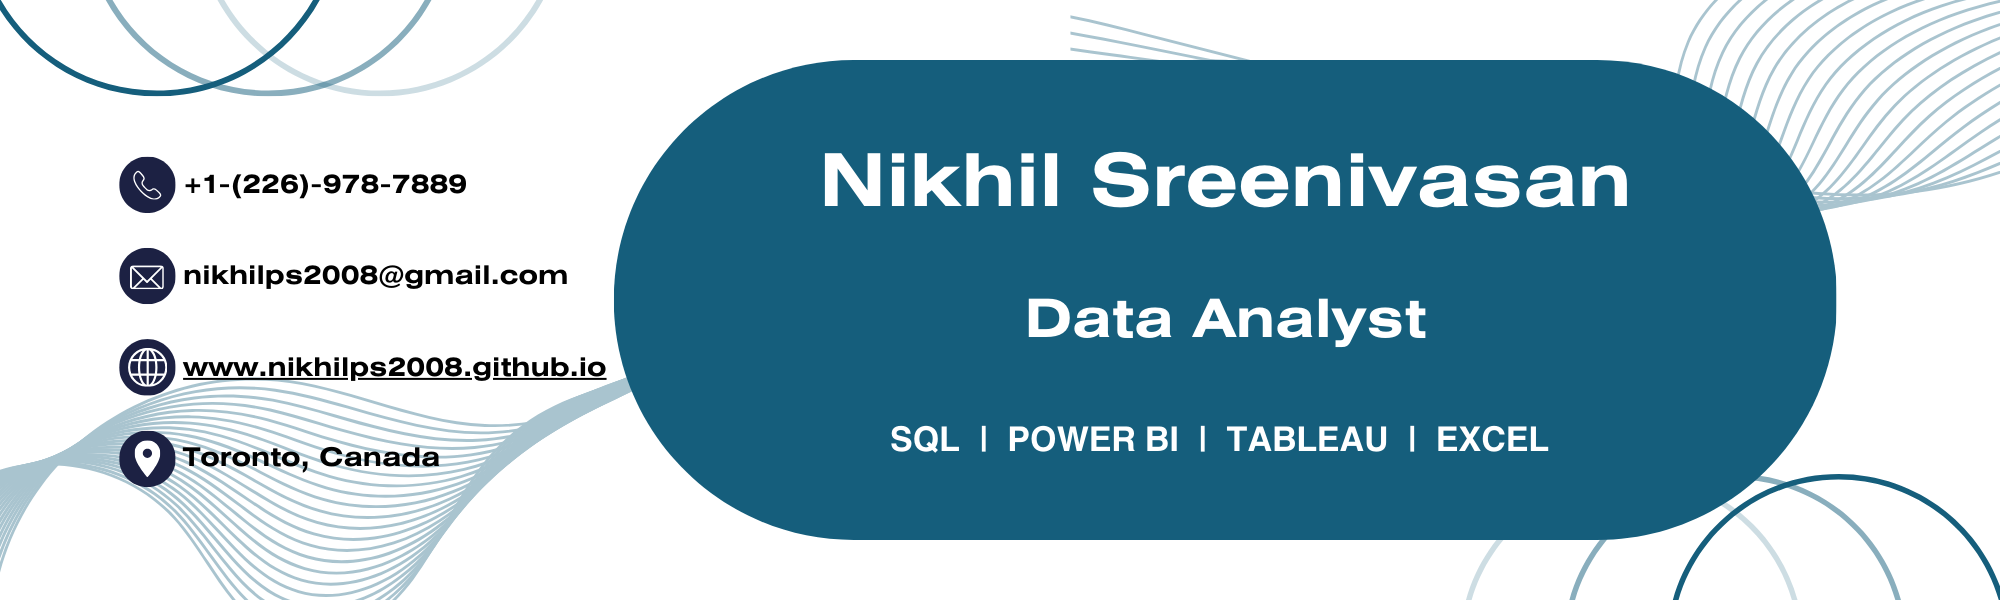 +1-(226)-978-7889
nikhilps2008@gmail.com
www.nikhilps2008.github.io
Toronto, Canada
Nikhil Sreenivasan
Data Analyst
SQL | POWER BI | TABLEAU | EXCEL